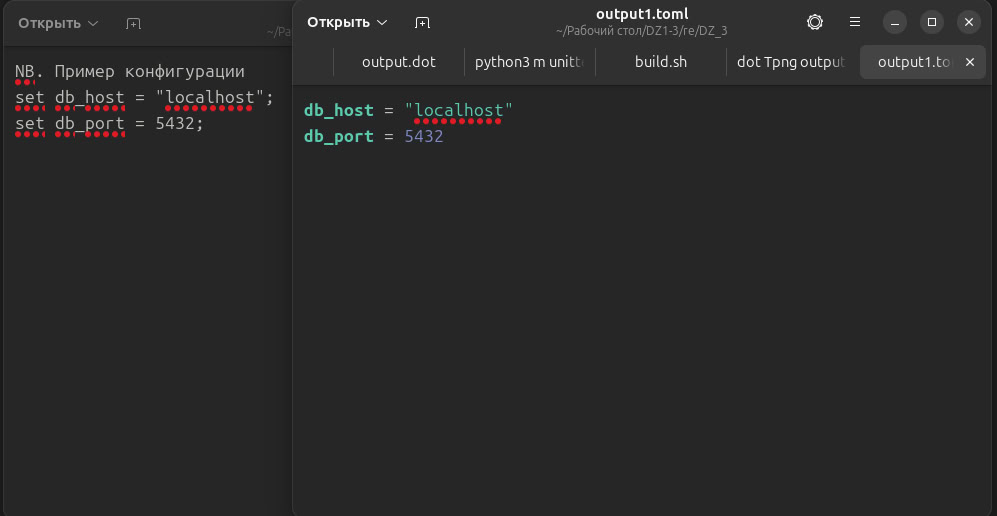 Открыть
~/Ра
NB. Пример конфигурации
set db_host = "localhost";
set db_port = 5432;
Открыть
output1.toml
~/Рабочий стол/DZ1-3/re/DZ_3
output.dot
python3 m unitte
build.sh
dot Tpng output
output1.to
db_host = "localhost"
db_port = 5432